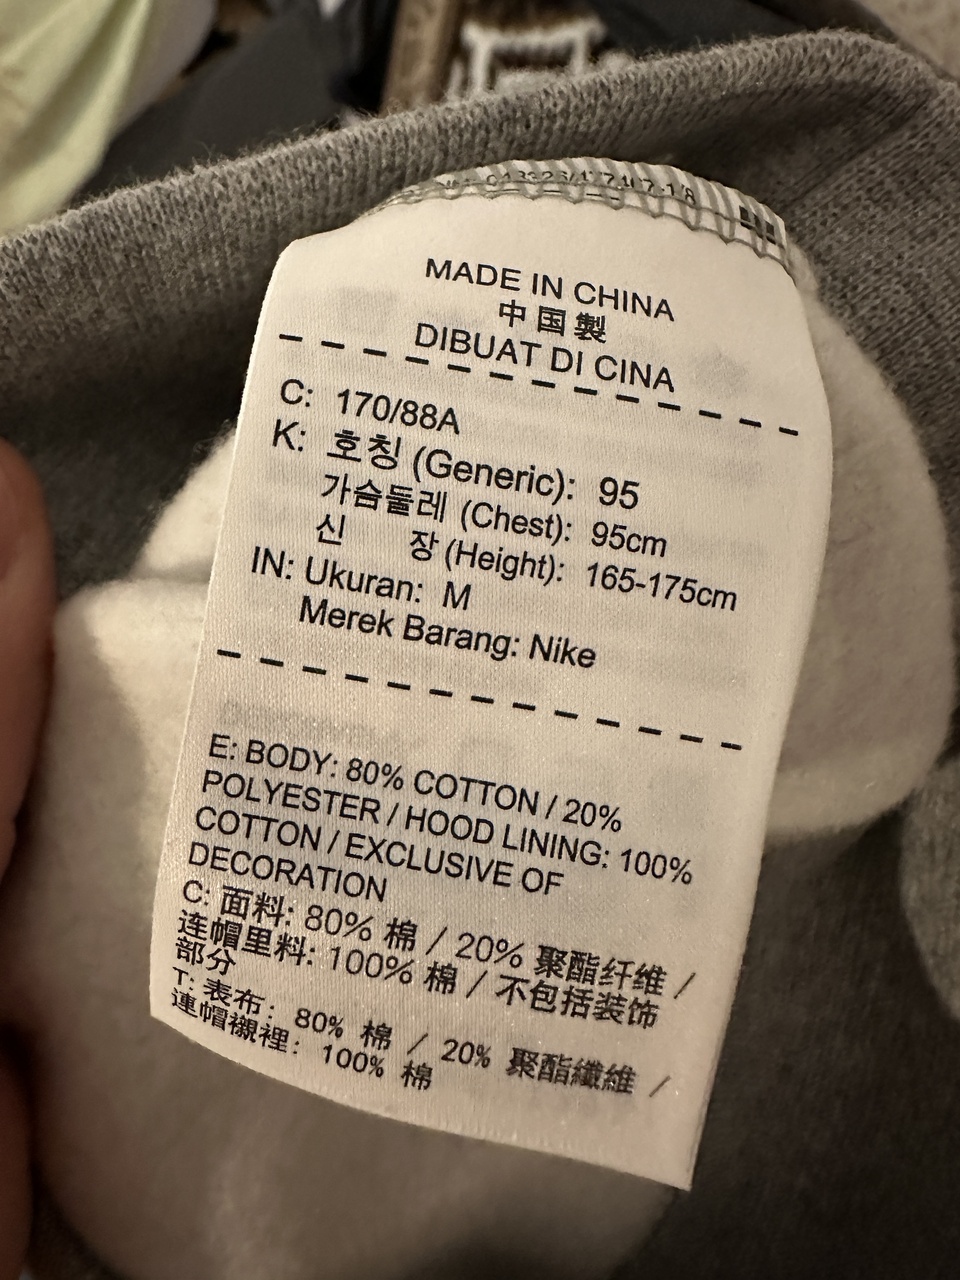 MADE IN CHINA
中国製
DIBUAT DI CINA
C: 170/88A
K: 호칭 (Generic): 95
가슴둘레 (Chest): 95cm
신 장 (Height): 165-175cm
IN: Ukuran: M
Merek Barang: Nike
E: BODY: 80% COTTON / 20%
POLYESTER / HOOD LINING: 100%
COTTON / EXCLUSIVE OF
DECORATION
C: 面料: 80% 棉 / 20% 聚酯纤维 /
连帽里料: 100% 棉 / 不包括装饰
部分
T: 表布: 80% 棉 / 20% 聚酯纖維 /
連帽襯裡: 100% 棉